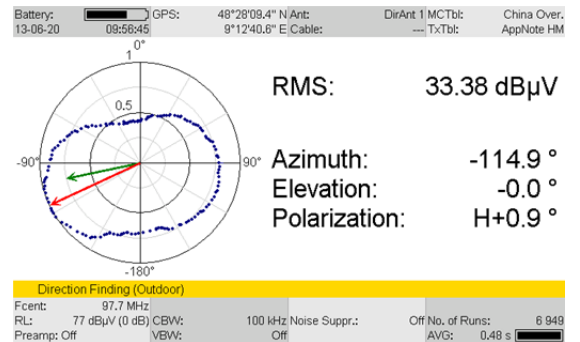 Battery: GPS: 48°28'09.4" N Ant: DirAnt 1 MCTbl: China Over.
13-06-20 09:56:45 9°12'40.6" E Cable: --- TxTbl: AppNote HM
0°
1
0.5
-90°
90°
-180°
RMS: 33.38 dBµV
Azimuth: -114.9 °
Elevation: -0.0 °
Polarization: H+0.9 °
Direction Finding (Outdoor)
Fcent: 97.7 MHz
RL: 77 dBµV (0 dB) CBW: 100 kHz Noise Suppr.: Off No. of Runs: 6 949
Preamp: Off VBW: Off AVG: 0.48 s